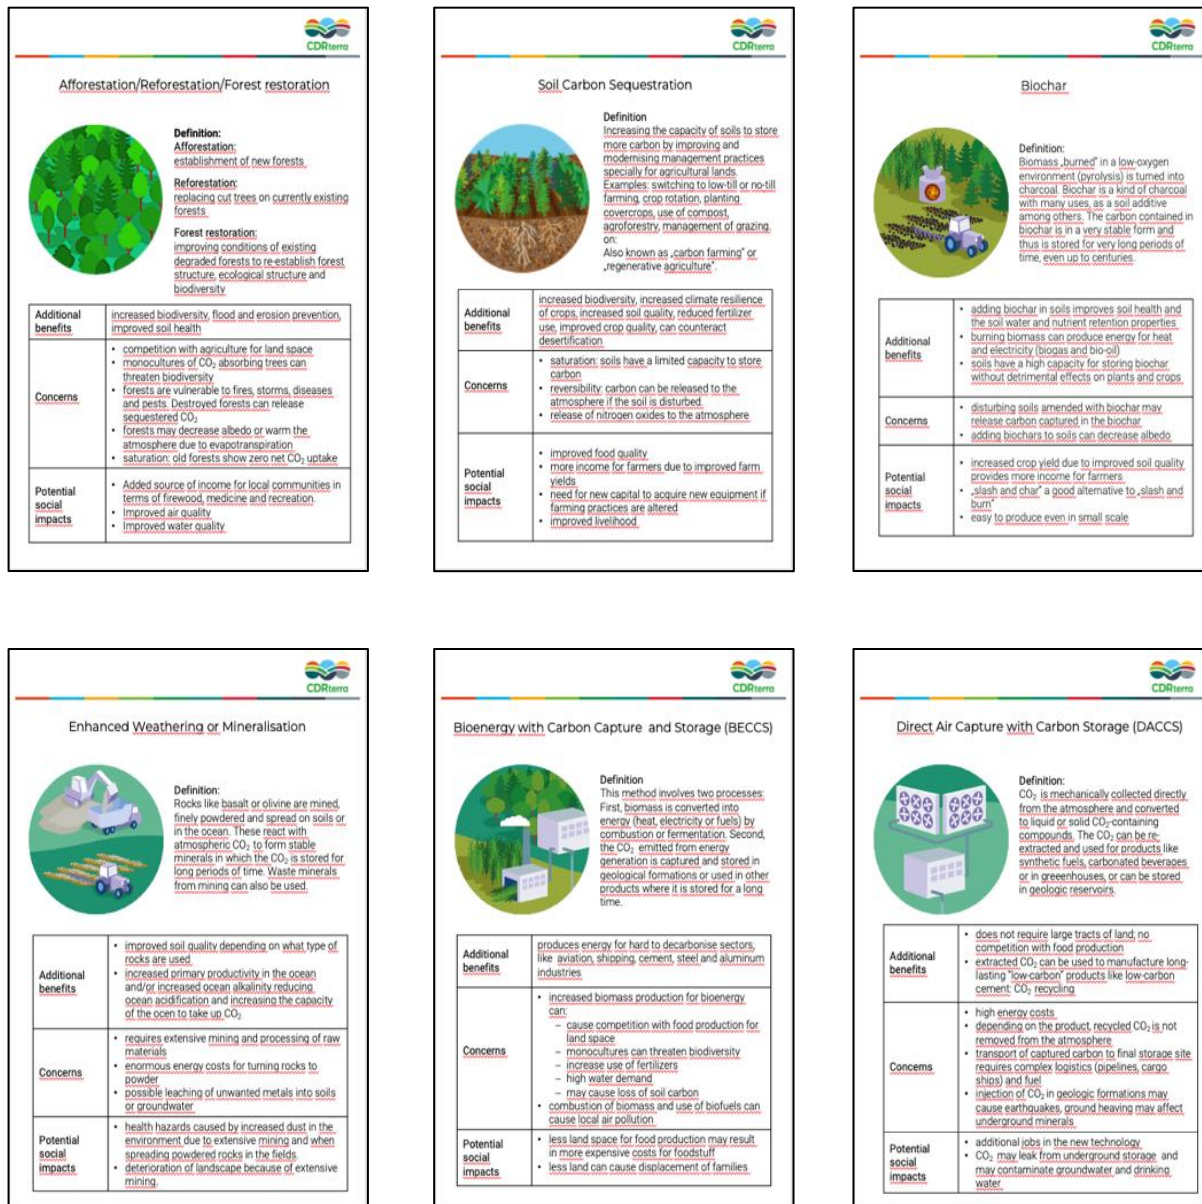 CDRterra
Afforestation/Reforestation/Forest restoration
Definition:
Afforestation:
establishment of new forests
Reforestation:
replacing cut trees on currently existing
forests
Forest restoration:
improving conditions of existing
degraded forests to re-establish forest
structure, ecological structure and
biodiversity
Additional
benefits
increased biodiversity, flood and erosion prevention,
improved soil health
Concerns
• competition with agriculture for land space
• monocultures of CO₂ absorbing trees can
threaten biodiversity
• forests are vulnerable to fires, storms, diseases
and pests. Destroyed forests can release
sequestered CO₂
• forests may decrease albedo or warm the
atmosphere due to evapotranspiration
• saturation: old forests show zero net CO₂ uptake
Potential
social
impacts
• Added source of income for local communities in
terms of firewood, medicine and recreation.
• Improved air quality
• Improved water quality
CDRterra
Soil Carbon Sequestration
Definition
Increasing the capacity of soils to store
more carbon by improving and
modernising management practices
specially for agricultural lands.
Examples: switching to low-till or no-till
farming, crop rotation, planting
covercrops, use of compost,
agroforestry, management of grazing,
on:
Also known as „carbon farming" or
„regenerative agriculture".
Additional
benefits
increased biodiversity, increased climate resilience
of crops, increased soil quality, reduced fertilizer
use, improved crop quality, can counteract
desertification
Concerns
• saturation: soils have a limited capacity to store
carbon
• reversibility: carbon can be released to the
atmosphere if the soil is disturbed.
• release of nitrogen oxides to the atmosphere
Potential
social
impacts
• improved food quality
• more income for farmers due to improved farm
yields
• need for new capital to acquire new equipment if
farming practices are altered
• improved livelihood
CDRterra
Biochar
Definition:
Biomass „burned" in a low-oxygen
environment (pyrolysis) is turned into
charcoal. Biochar is a kind of charcoal
with many uses, as a soil additive
among others. The carbon contained in
biochar is in a very stable form and
thus is stored for very long periods of
time, even up to centuries.
Additional
benefits
• adding biochar in soils improves soil health and
the soil water and nutrient retention properties
• burning biomass can produce energy for heat
and electricity (biogas and bio-oil)
• soils have a high capacity for storing biochar
without detrimental effects on plants and crops
Concerns
• disturbing soils amended with biochar may
release carbon captured in the biochar
• adding biochars to soils can decrease albedo
Potential
social
impacts
• increased crop yield due to improved soil quality
provides more income for farmers
• „slash and char" a good alternative to „slash and
burn"
• easy to produce even in small scale
CDRterra
Enhanced Weathering or Mineralisation
Definition:
Rocks like basalt or olivine are mined,
finely powdered and spread on soils or
in the ocean. These react with
atmospheric CO₂ to form stable
minerals in which the CO₂ is stored for
long periods of time. Waste minerals
from mining can also be used.
Additional
benefits
• improved soil quality depending on what type of
rocks are used
• increased primary productivity in the ocean
and/or increased ocean alkalinity reducing
ocean acidification and increasing the capacity
of the ocen to take up CO₂
Concerns
• requires extensive mining and processing of raw
materials
• enormous energy costs for turning rocks to
powder
• possible leaching of unwanted metals into soils
or groundwater
Potential
social
impacts
• health hazards caused by increased dust in the
environment due to extensive mining and when
spreading powdered rocks in the fields.
• deterioration of landscape because of extensive
mining.
CDRterra
Bioenergy with Carbon Capture and Storage (BECCS)
Definition
This method involves two processes:
First, biomass is converted into
energy (heat, electricity or fuels) by
combustion or fermentation. Second,
the CO₂ emitted from energy
generation is captured and stored in
geological formations or used in other
products where it is stored for a long
time.
Additional
benefits
produces energy for hard to decarbonise sectors,
like aviation, shipping, cement, steel and aluminum
industries
Concerns
• increased biomass production for bioenergy
can:
– cause competition with food production for
land space
– monocultures can threaten biodiversity
– increase use of fertilizers
– high water demand
– may cause loss of soil carbon
• combustion of biomass and use of biofuels can
cause local air pollution
Potential
social
impacts
• less land space for food production may result
in more expensive costs for foodstuff
• less land can cause displacement of families
CDRterra
Direct Air Capture with Carbon Storage (DACCS)
Definition:
CO₂ is mechanically collected directly
from the atmosphere and converted
to liquid or solid CO₂-containing
compounds. The CO₂ can be re-
extracted and used for products like
synthetic fuels, carbonated beverages
or in greeenhouses, or can be stored
in geologic reservoirs.
Additional
benefits
• does not require large tracts of land; no
competition with food production
• extracted CO₂ can be used to manufacture long-
lasting "low-carbon" products like low-carbon
cement: CO₂ recycling
Concerns
• high energy costs
• depending on the product, recycled CO₂ is not
removed from the atmosphere
• transport of captured carbon to final storage site
requires complex logistics (pipelines, cargo
ships) and fuel
• injection of CO₂ in geologic formations may
cause earthquakes, ground heaving may affect
underground minerals
Potential
social
impacts
• additional jobs in the new technology
• CO₂ may leak from underground storage and
may contaminate groundwater and drinking
water